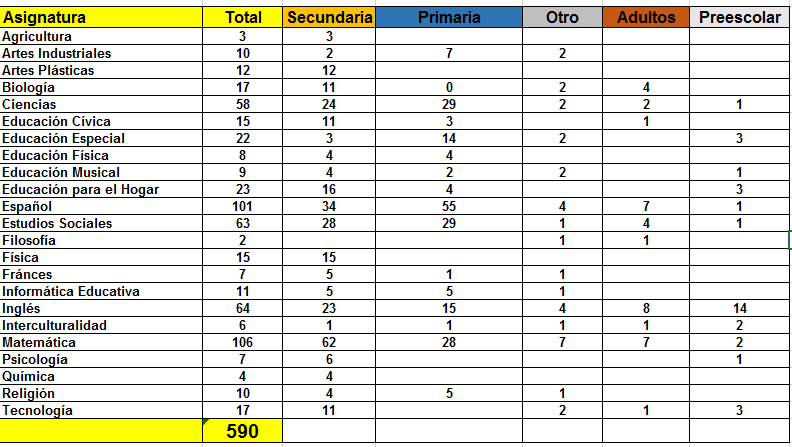 Asignatura Total Secundaria Primaria Otro Adultos Preescolar
Agricultura 3 3
Artes Industriales 10 2 7 2
Artes Plásticas 12 12
Biología 17 11 0 2 4
Ciencias 58 24 29 2 2 1
Educación Cívica 15 11 3 1
Educación Especial 22 3 14 2 3
Educación Física 8 4 4
Educación Musical 9 4 2 2 1
Educación para el Hogar 23 16 4 3
Español 101 34 55 4 7 1
Estudios Sociales 63 28 29 1 4 1
Filosofía 2 1 1
Física 15 15
Fránces 7 5 1 1
Informática Educativa 11 5 5 1
Inglés 64 23 15 4 8 14
Interculturalidad 6 1 1 1 1 2
Matemática 106 62 28 7 7 2
Psicología 7 6 1
Química 4 4
Religión 10 4 5 1
Tecnología 17 11 2 1 3
590